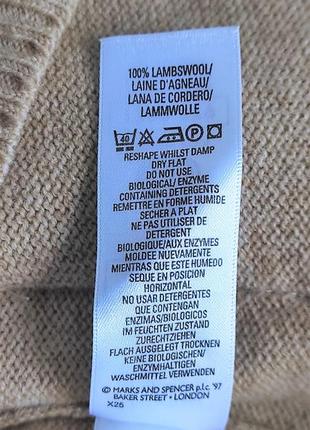 100% LAMBSWOOL/
LAINE D'AGNEAU/
LANA DE CORDERO/
LAMMWOLLE
40 P
RESHAPE WHILST DAMP
DRY FLAT
DO NOT USE
BIOLOGICAL/ ENZYME
CONTAINING DETERGENTS
REMETTRE EN FORME HUMIDE
SECHER A PLAT
NE PAS UTILISER DE
DETERGENT
BIOLOGIQUE/AUX ENZYMES
MOLDEE NUEVAMENTE
MIENTRAS QUE ESTE HUMEDO
SEQUE EN POSICION
HORIZONTAL
NO USAR DETERGENTES
QUE CONTENGAN
ENZIMAS/BIOLOGICOS
IM FEUCHTEN ZUSTAND
ZURECHTZIEHEN
FLACH AUSGELEGT TROCKNEN
KEINE BIOLOGISCHEN/
ENZYMHALTIGEN
WASCHMITTEL VERWENDEN
© MARKS AND SPENCER p.l.c. '97
BAKER STREET • LONDON
X25